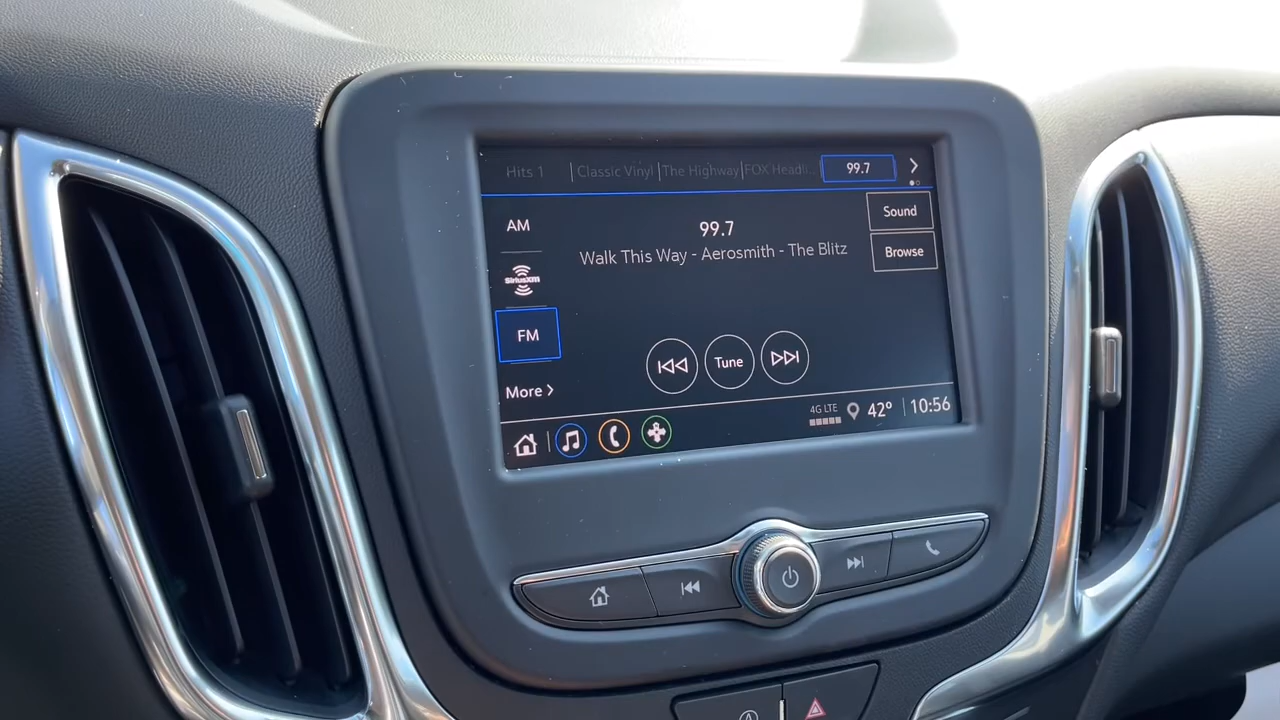 Hits 1 Classic Vinyl The Highway FOX Headli... 99.7
AM
99.7
Sound
Walk This Way - Aerosmith - The Blitz
Browse
SiriusXM
FM
Tune
More
4G LTE
42° 10:56
A